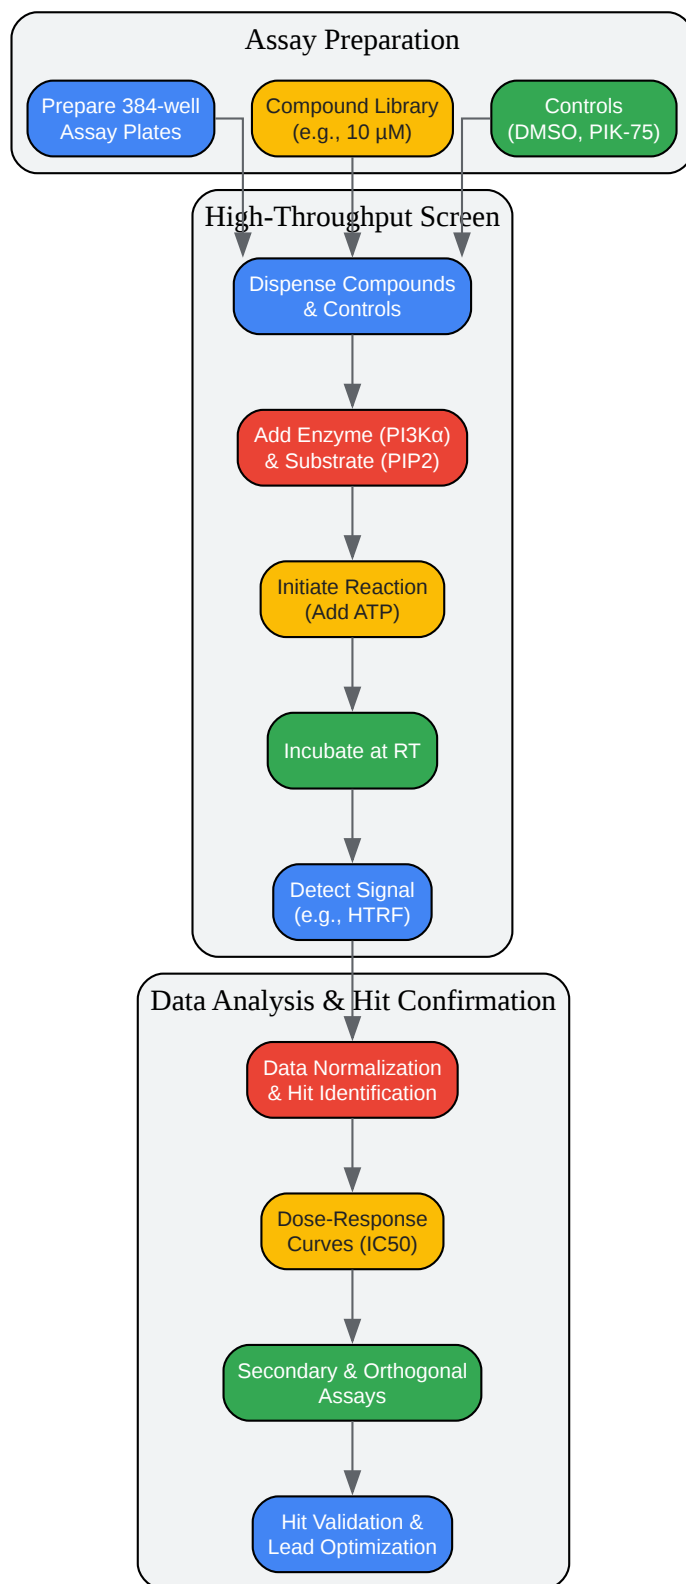 Assay Preparation
Prepare 384-well
Assay Plates
Compound Library
(e.g., 10 µM)
Controls
(DMSO, PIK-75)
High-Throughput Screen
Dispense Compounds
& Controls
Add Enzyme (PI3Kα)
& Substrate (PIP2)
Initiate Reaction
(Add ATP)
Incubate at RT
Detect Signal
(e.g., HTRF)
Data Analysis & Hit Confirmation
Data Normalization
& Hit Identification
Dose-Response
Curves (IC50)
Secondary & Orthogonal
Assays
Hit Validation &
Lead Optimization